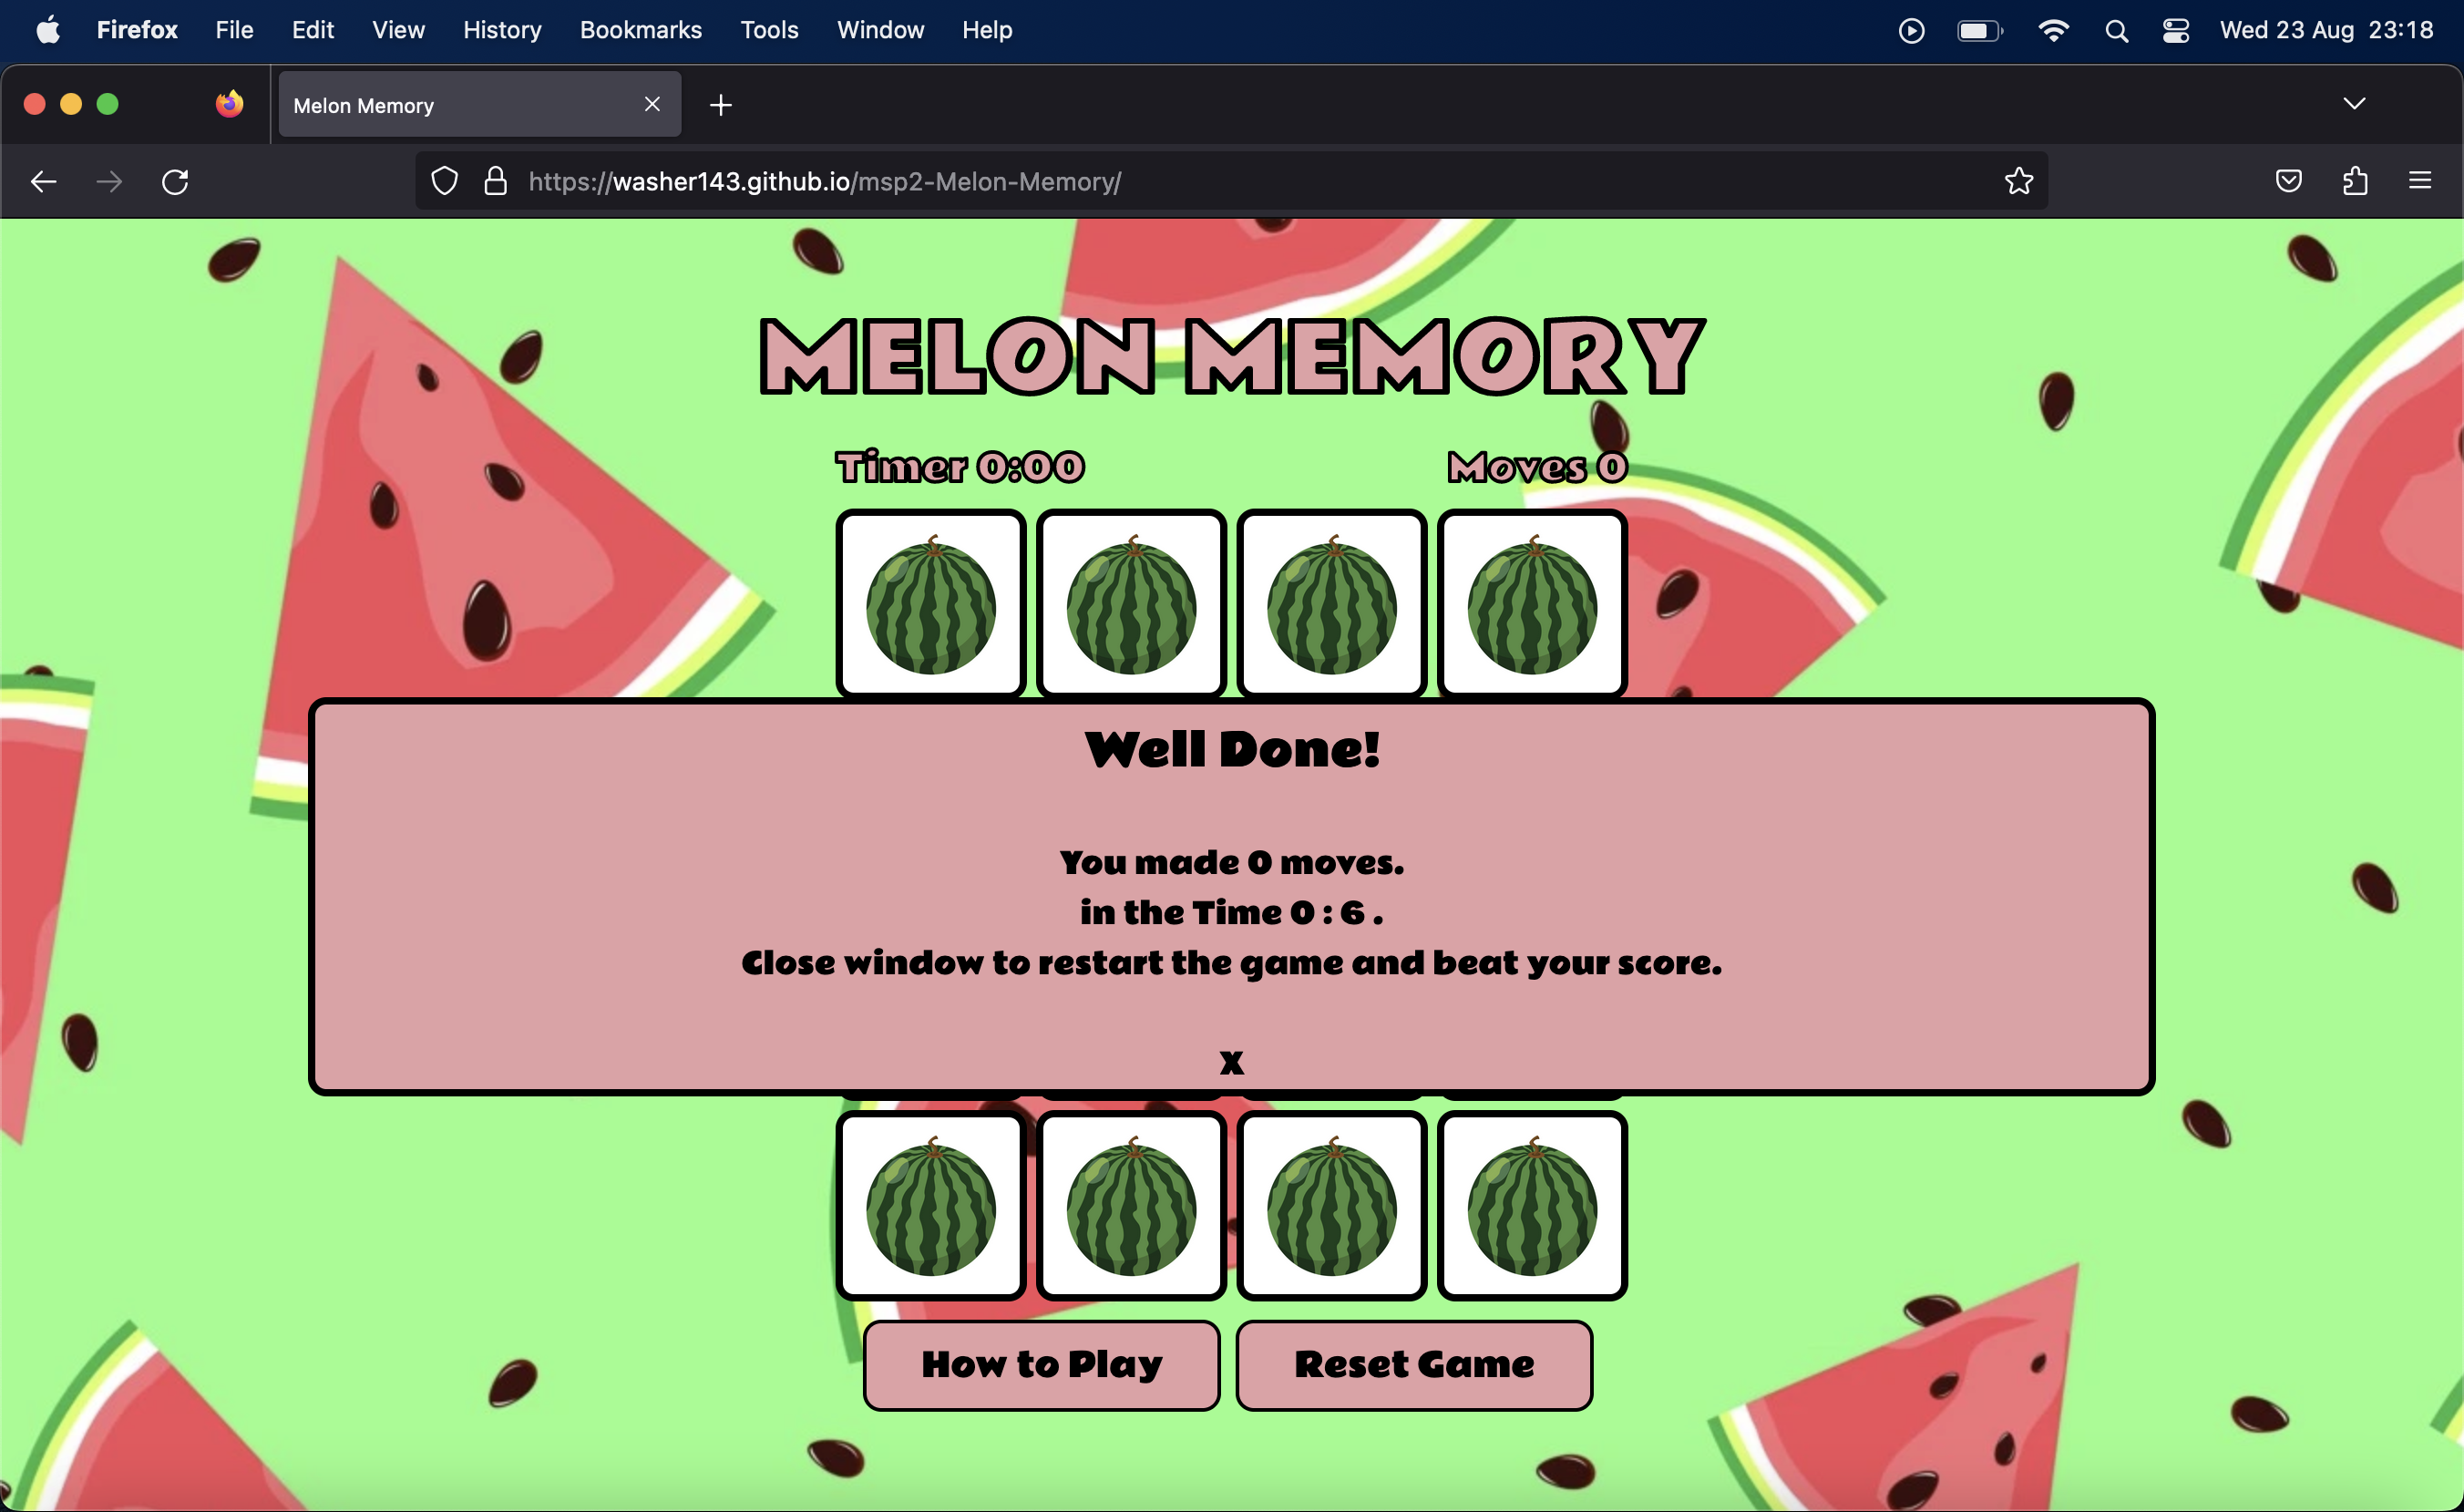 Firefox File Edit View History Bookmarks Tools Window Help Wed 23 Aug 23:18
Melon Memory
https://washer143.github.io/msp2-Melon-Memory/
MELON MEMORY
Timer 0:00 Moves 0
Well Done!
You made 0 moves.
in the Time 0 : 6 .
Close window to restart the game and beat your score.
x
How to Play Reset Game